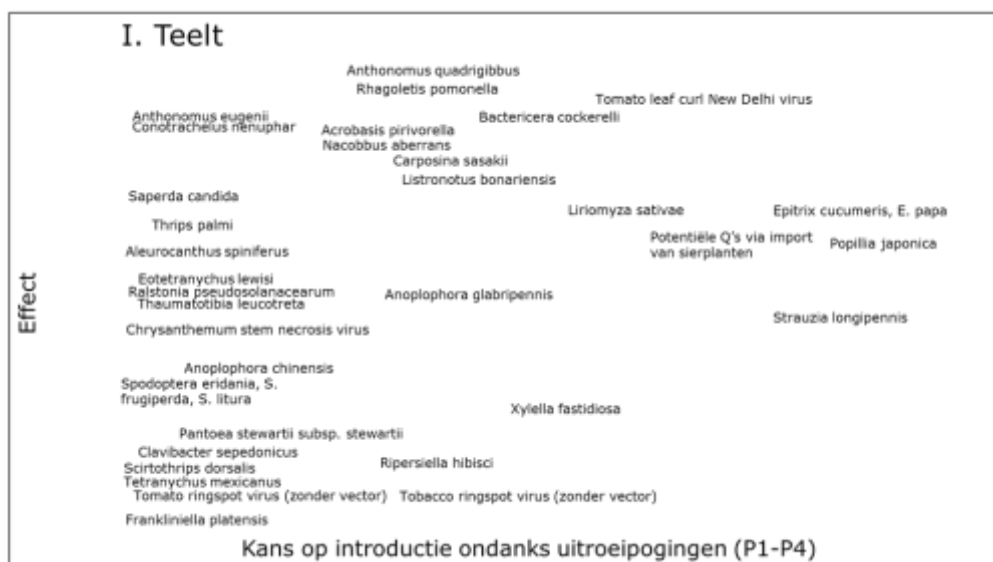 I. Teelt
Anthonomus quadrigibbus
Rhagoletis pomonella
Tomato leaf curl New Delhi virus
Anthonomus eugenii
Bactericera cockerelli
Conotrachelus nenuphar
Acrobasis pirivorella
Nacobbus aberrans
Carposina sasakii
Listronotus bonariensis
Saperda candida
Liriomyza sativae
Epitrix cucumeris, E. papa
Thrips palmi
Potentiële Q's via import
van sierplanten
Popillia japonica
Aleurocanthus spiniferus
Eotetranychus lewisi
Ralstonia pseudosolanacearum
Anoplophora glabripennis
Thaumatotibia leucotreta
Strauzia longipennis
Chrysanthemum stem necrosis virus
Anoplophora chinensis
Spodoptera eridania, S.
frugiperda, S. litura
Xylella fastidiosa
Pantoea stewartii subsp. stewartii
Clavibacter sepedonicus
Ripersiella hibisci
Scirtothrips dorsalis
Tetranychus mexicanus
Tomato ringspot virus (zonder vector)
Tobacco ringspot virus (zonder vector)
Frankliniella platensis
Effect
Kans op introductie ondanks uitroeipogingen (P1-P4)